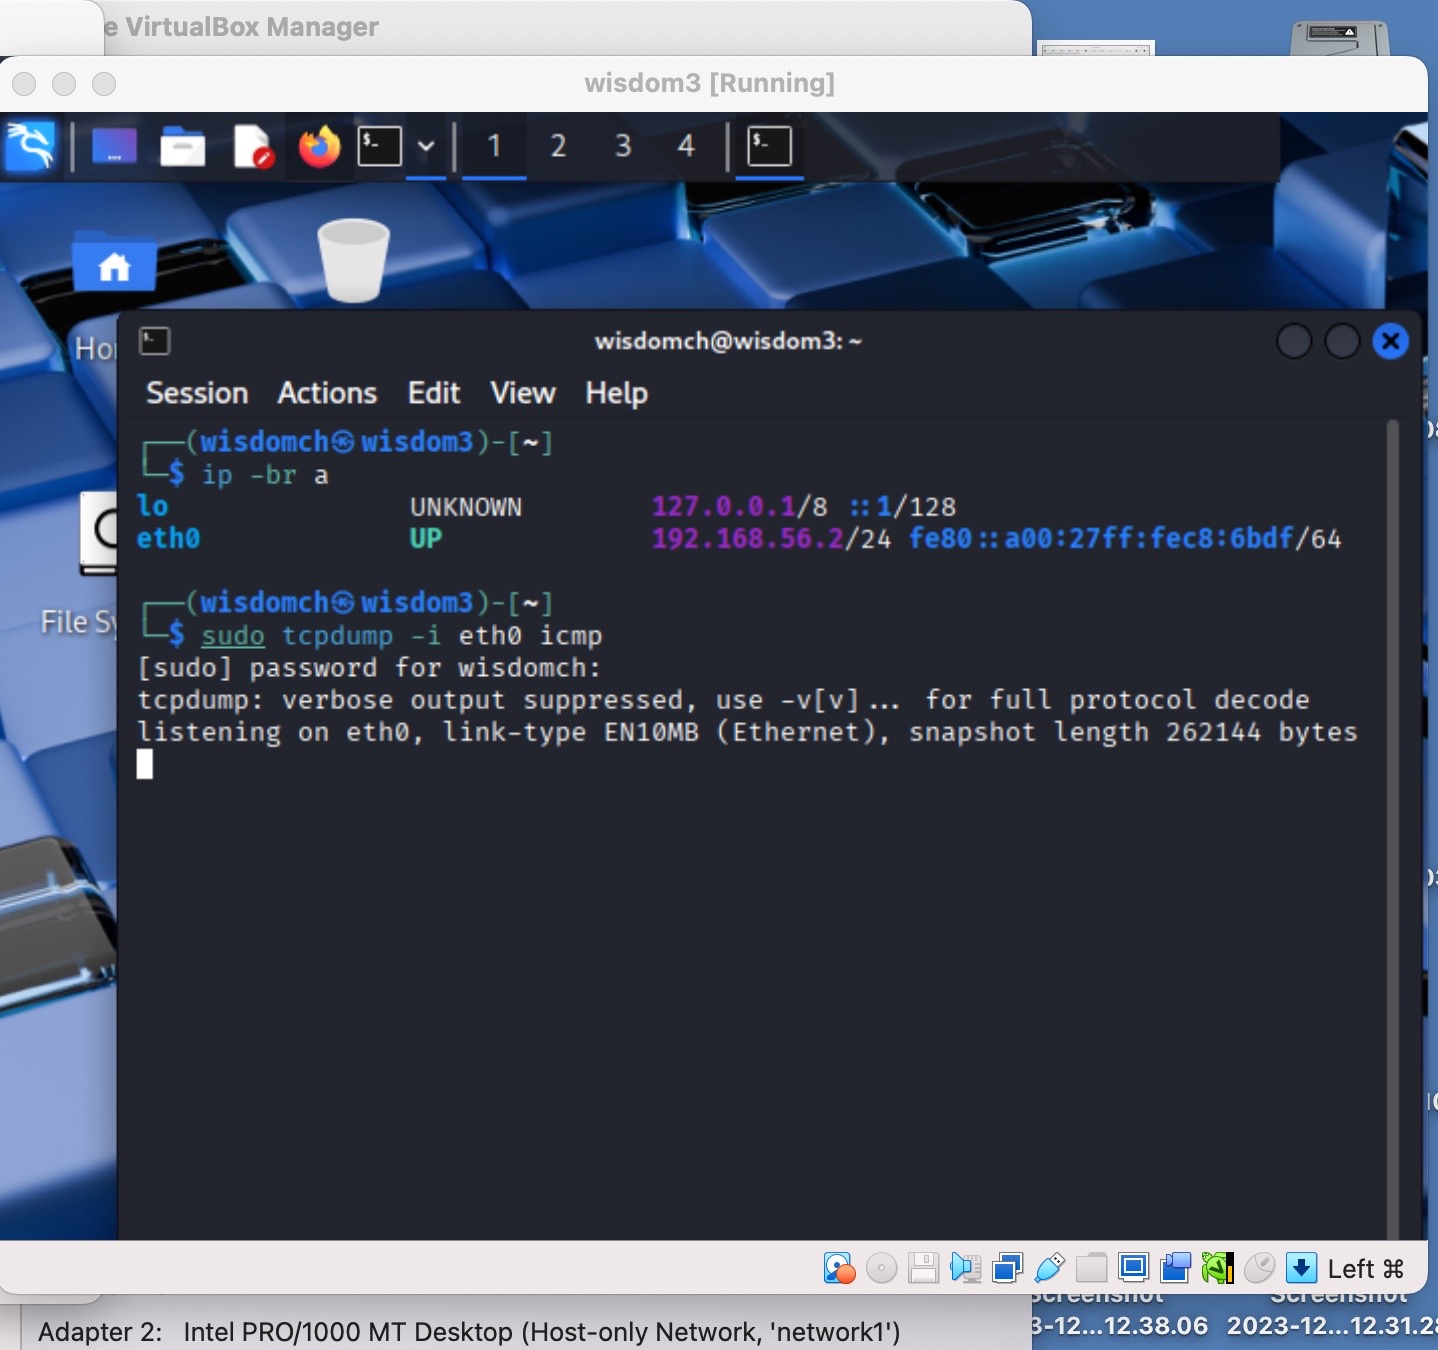 e VirtualBox Manager
wisdom3 [Running]
1 2 3 4
wisdomch@wisdom3: ~
Session Actions Edit View Help
┌──(wisdomch㉿wisdom3)-[~]
└─$ ip -br a
lo UNKNOWN 127.0.0.1/8 ::1/128
eth0 UP 192.168.56.2/24 fe80::a00:27ff:fec8:6bdf/64
┌──(wisdomch㉿wisdom3)-[~]
└─$ sudo tcpdump -i eth0 icmp
[sudo] password for wisdomch:
tcpdump: verbose output suppressed, use -v[v]... for full protocol decode
listening on eth0, link-type EN10MB (Ethernet), snapshot length 262144 bytes
File Sy
Left ⌘
Screenshot Screenshot
3-12...12.38.06 2023-12...12.31.28
Adapter 2: Intel PRO/1000 MT Desktop (Host-only Network, 'network1')